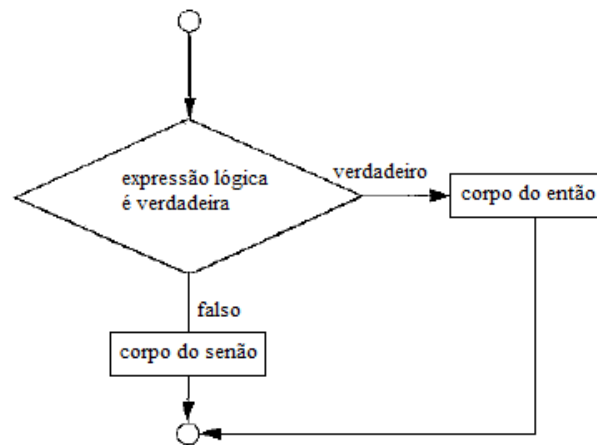 expressão lógica
é verdadeira
verdadeiro
corpo do então
falso
corpo do senão